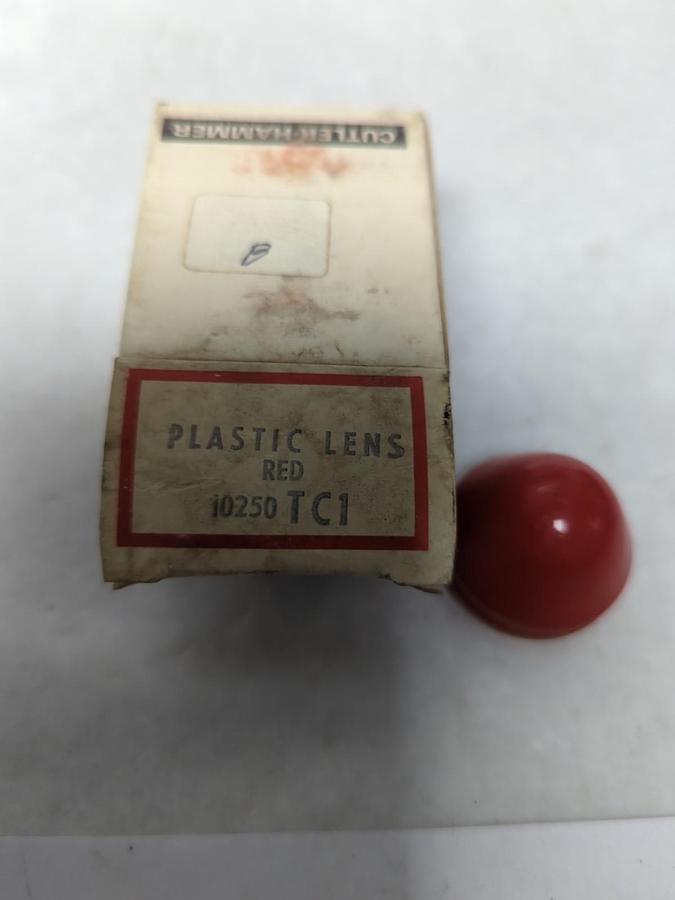 CUTLER-HAMMER
PLASTIC LENS
RED
10250 TC1